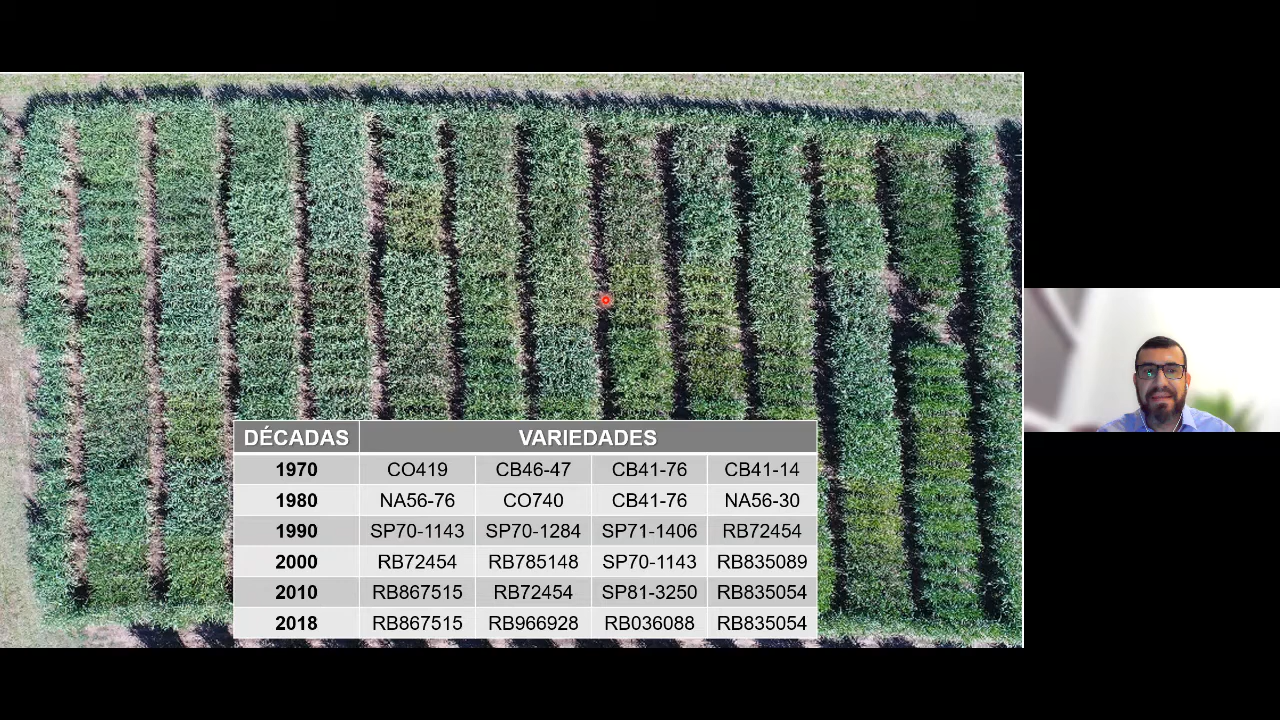 DÉCADAS VARIEDADES
1970 CO419 CB46-47 CB41-76 CB41-14
1980 NA56-76 CO740 CB41-76 NA56-30
1990 SP70-1143 SP70-1284 SP71-1406 RB72454
2000 RB72454 RB785148 SP70-1143 RB835089
2010 RB867515 RB72454 SP81-3250 RB835054
2018 RB867515 RB966928 RB036088 RB835054